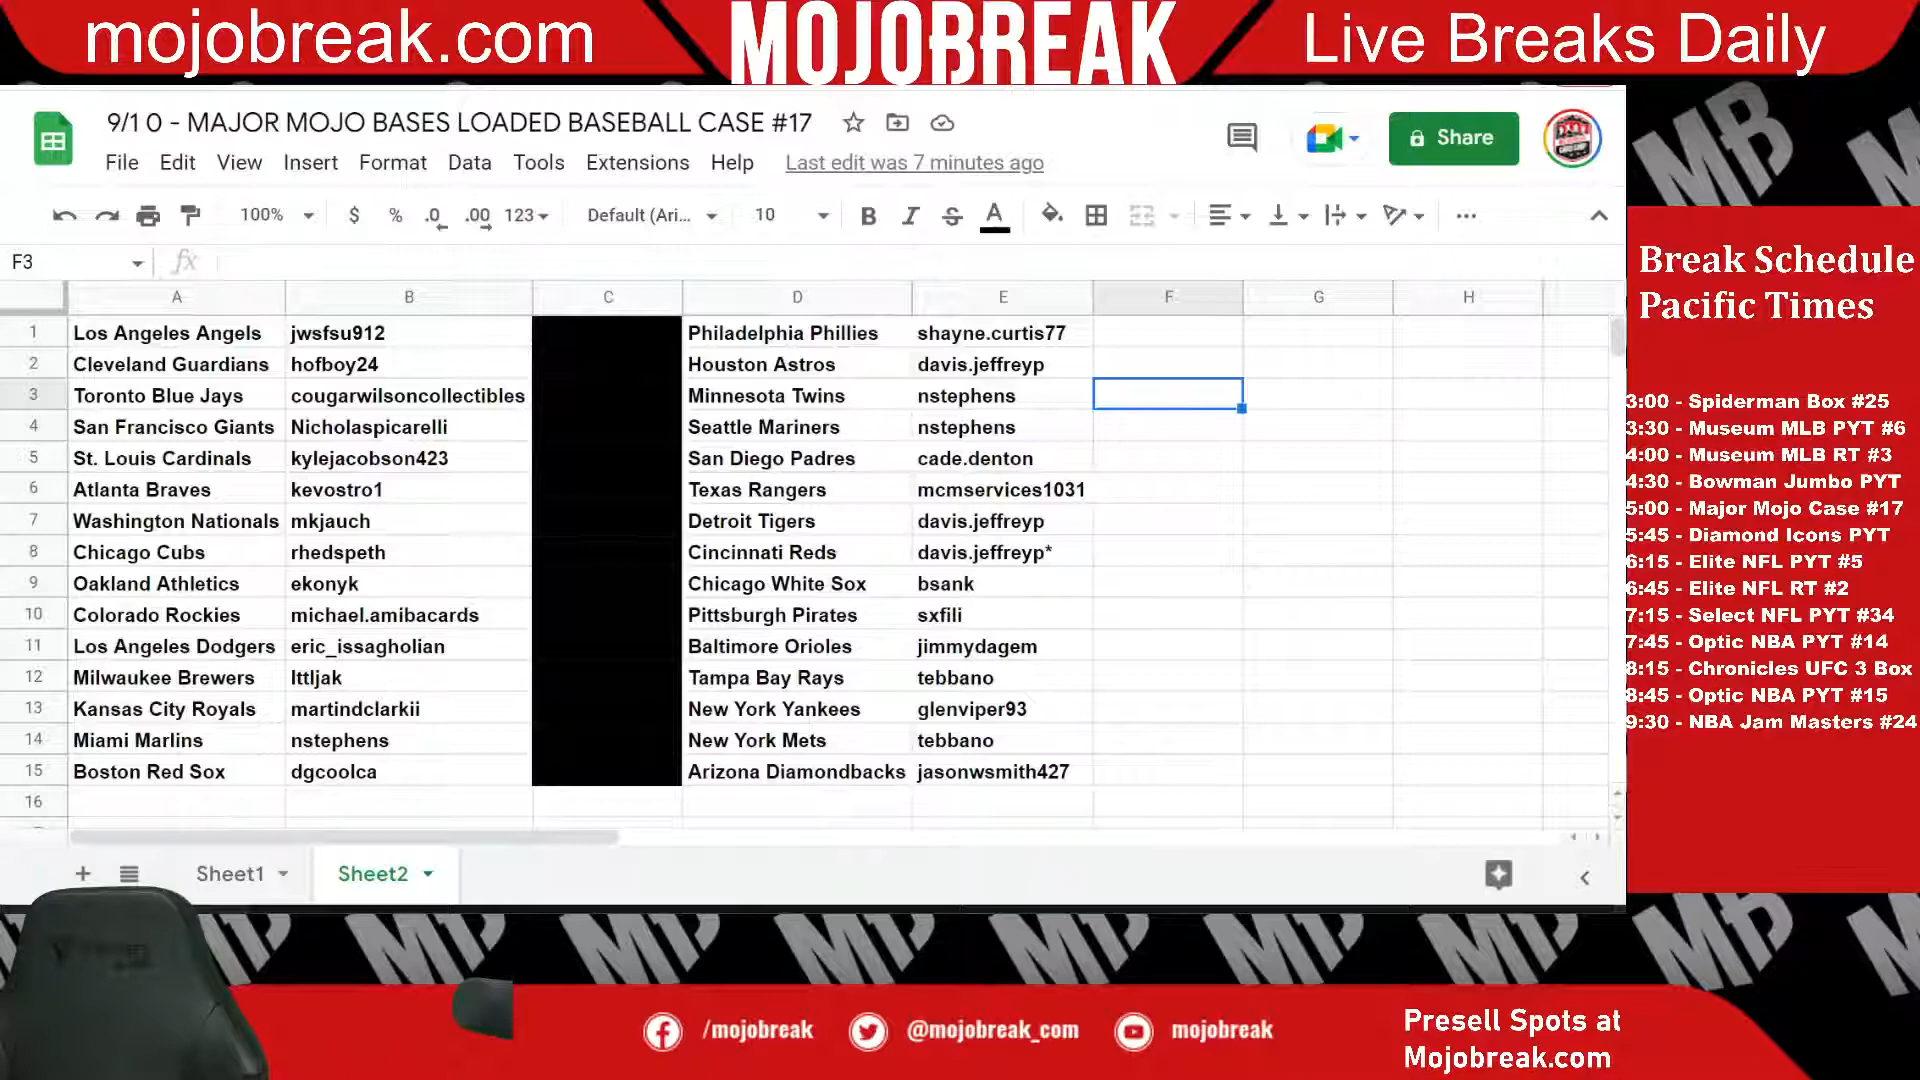 mojobreak.com
MOJOBREAK
Live Breaks Daily
9/1 0 - MAJOR MOJO BASES LOADED BASEBALL CASE #17
Share
File Edit View Insert Format Data Tools Extensions Help Last edit was 7 minutes ago
100% $ % .0 .00 123 Default (Ari... 10 B I S A ...
F3 fx
A B C D E F G H
1 Los Angeles Angels jwsfsu912 Philadelphia Phillies shayne.curtis77
2 Cleveland Guardians hofboy24 Houston Astros davis.jeffreyp
3 Toronto Blue Jays cougarwilsoncollectibles Minnesota Twins nstephens
4 San Francisco Giants Nicholaspicarelli Seattle Mariners nstephens
5 St. Louis Cardinals kylejacobson423 San Diego Padres cade.denton
6 Atlanta Braves kevostro1 Texas Rangers mcmservices1031
7 Washington Nationals mkjauch Detroit Tigers davis.jeffreyp
8 Chicago Cubs rhedspeth Cincinnati Reds davis.jeffreyp*
9 Oakland Athletics ekonyk Chicago White Sox bsank
10 Colorado Rockies michael.amibacards Pittsburgh Pirates sxfili
11 Los Angeles Dodgers eric_issagholian Baltimore Orioles jimmydagem
12 Milwaukee Brewers lttljak Tampa Bay Rays tebbano
13 Kansas City Royals martindclarkii New York Yankees glenviper93
14 Miami Marlins nstephens New York Mets tebbano
15 Boston Red Sox dgcoolca Arizona Diamondbacks jasonwsmith427
16
+ Sheet1 Sheet2
Break Schedule
Pacific Times
3:00 - Spiderman Box #25
3:30 - Museum MLB PYT #6
4:00 - Museum MLB RT #3
4:30 - Bowman Jumbo PYT
5:00 - Major Mojo Case #17
5:45 - Diamond Icons PYT
6:15 - Elite NFL PYT #5
6:45 - Elite NFL RT #2
7:15 - Select NFL PYT #34
7:45 - Optic NBA PYT #14
8:15 - Chronicles UFC 3 Box
8:45 - Optic NBA PYT #15
9:30 - NBA Jam Masters #24
/mojobreak @mojobreak_com mojobreak
Presell Spots at
Mojobreak.com